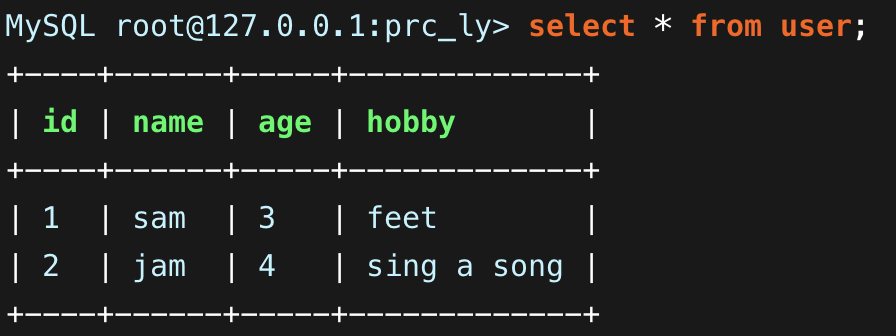 MySQL root@127.0.0.1:prc_ly> select * from user;
+----+------+-----+-------------+
| id | name | age | hobby       |
+----+------+-----+-------------+
| 1  | sam  | 3   | feet        |
| 2  | jam  | 4   | sing a song |
+----+------+-----+-------------+